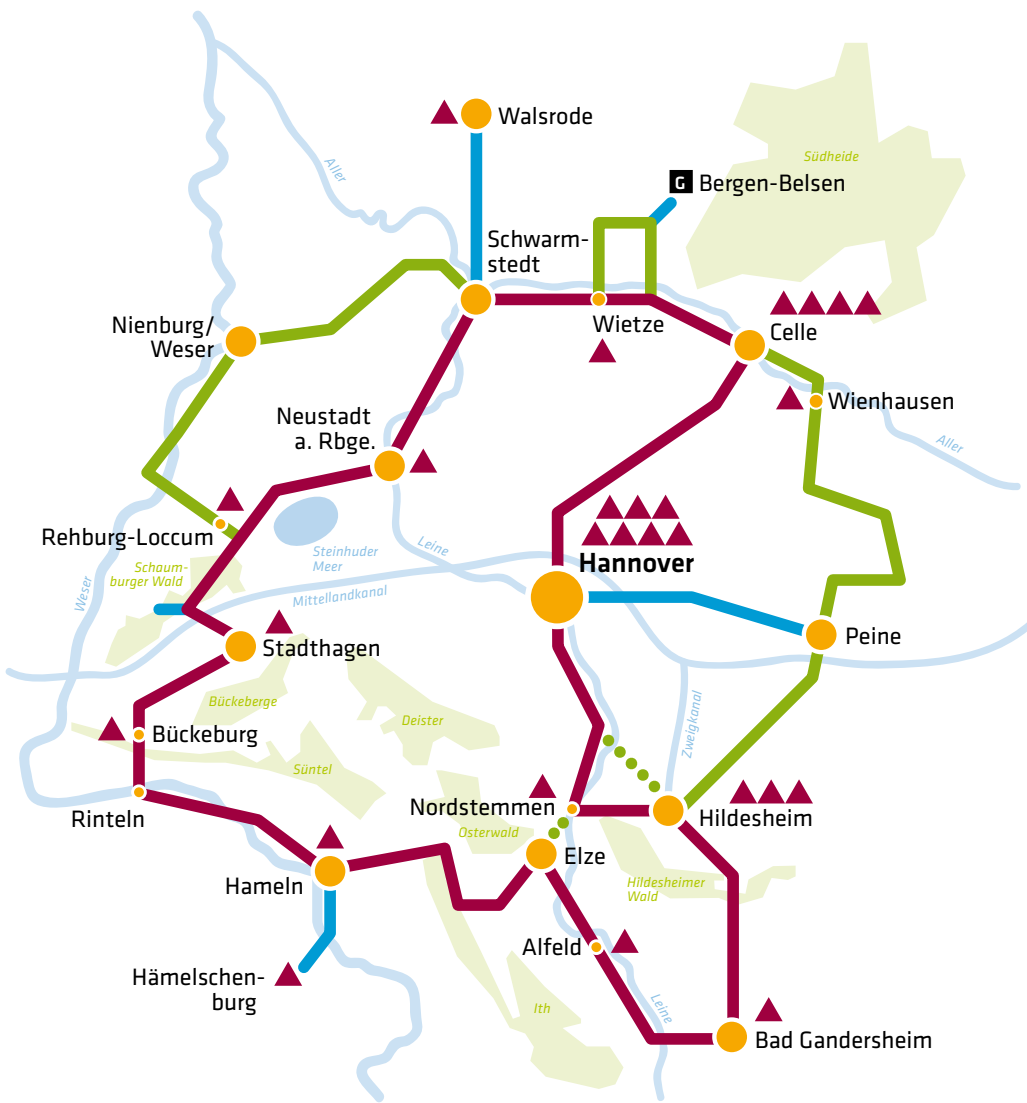 Walsrode
Aller
Südheide
G Bergen-Belsen
Schwarm-
stedt
Nienburg/
Weser
Wietze
Celle
Neustadt
a. Rbge.
Wienhausen
Aller
Rehburg-Loccum
Steinhuder
Meer
Leine
Hannover
Schaum-
burger Wald
Weser
Mittellandkanal
Stadthagen
Peine
Bückeberge
Deister
Zweigkanal
Bückeburg
Süntel
Rinteln
Nordstemmen
Hildesheim
Osterwald
Elze
Hameln
Hildesheimer
Wald
Alfeld
Hämelschen-
burg
Ith
Leine
Bad Gandersheim